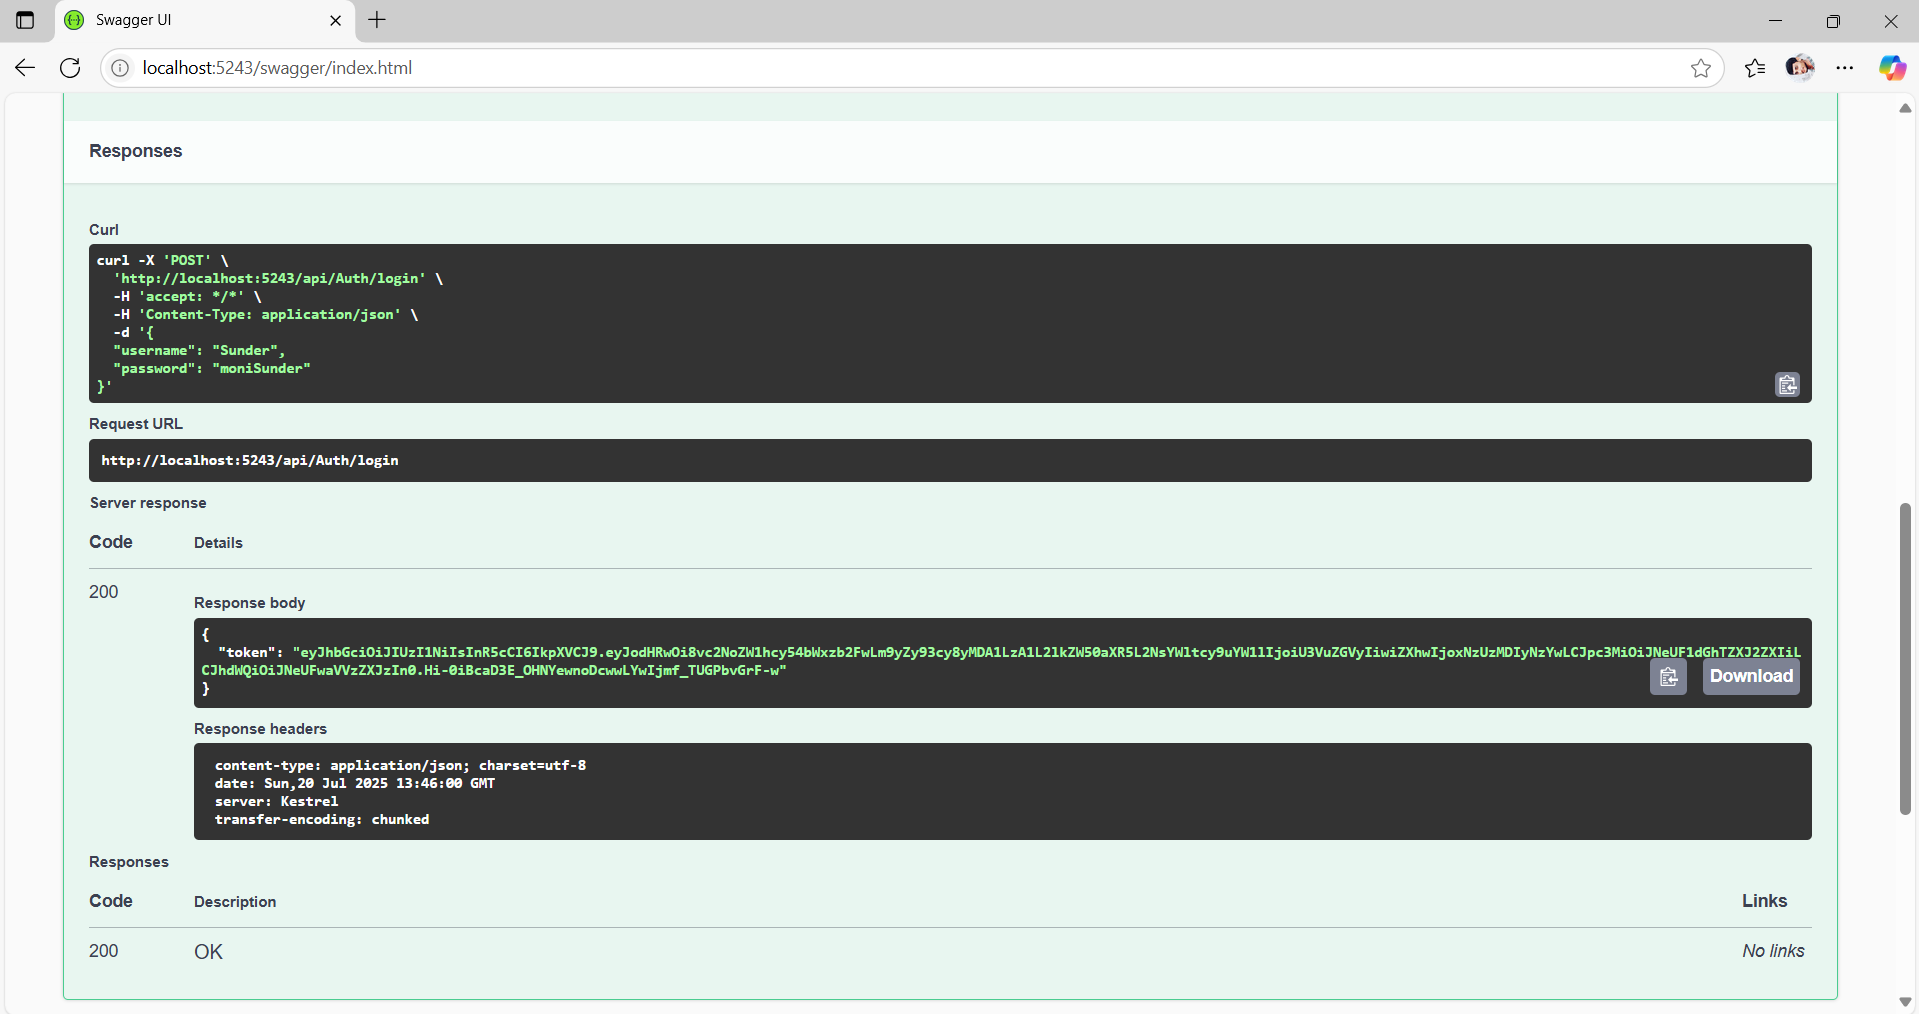 Swagger UI
localhost:5243/swagger/index.html
Responses
Curl
curl -X 'POST' \
'http://localhost:5243/api/Auth/login' \
-H 'accept: */*' \
-H 'Content-Type: application/json' \
-d '{
"username": "Sunder",
"password": "moniSunder"
}'
Request URL
http://localhost:5243/api/Auth/login
Server response
Code Details
200
Response body
{
"token": "eyJhbGciOiJIUzI1NiIsInR5cCI6IkpXVCJ9.eyJodHRwOi8vc2NoZW1hcy54bWxzb2FwLm9yZy93cy8yMDA1LzA1L2lkZW50aXR5L2NsYWltcy9uYW1lIjoiU3VuZGVyIiwiZXhwIjoxNzUzMDIyNzYwLCJpc3MiOiJNeUF1dGhTZXJ2ZXIiL
CJhdWQiOiJNeUFwaVVzZXJzIn0.Hi-0iBcaD3E_OHNYewnoDcwwLYwIjmf_TUGPbvGrF-w"
}
Download
Response headers
content-type: application/json; charset=utf-8
date: Sun,20 Jul 2025 13:46:00 GMT
server: Kestrel
transfer-encoding: chunked
Responses
Code Description Links
200 OK No links